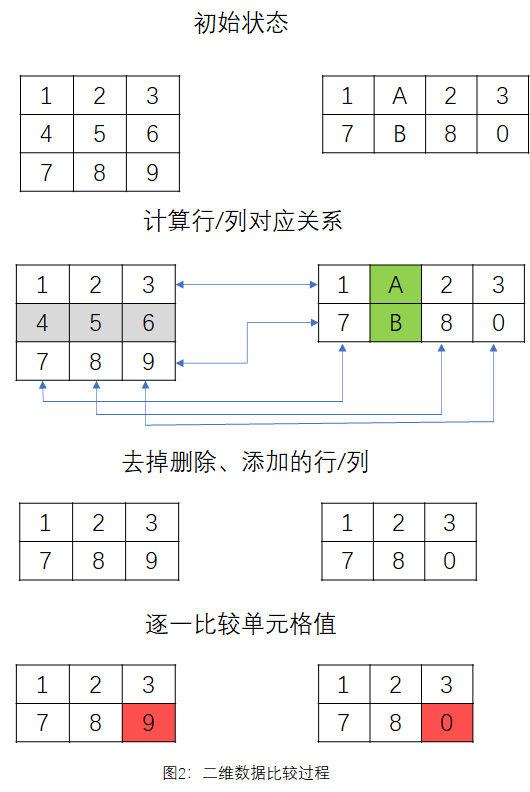 初始状态
1 2 3 1 A 2 3
4 5 6 7 B 8 0
7 8 9
计算行/列对应关系
1 2 3 1 A 2 3
4 5 6 7 B 8 0
7 8 9
去掉删除、添加的行/列
1 2 3 1 2 3
7 8 9 7 8 0
逐一比较单元格值
1 2 3 1 2 3
7 8 9 7 8 0
图2：二维数据比较过程